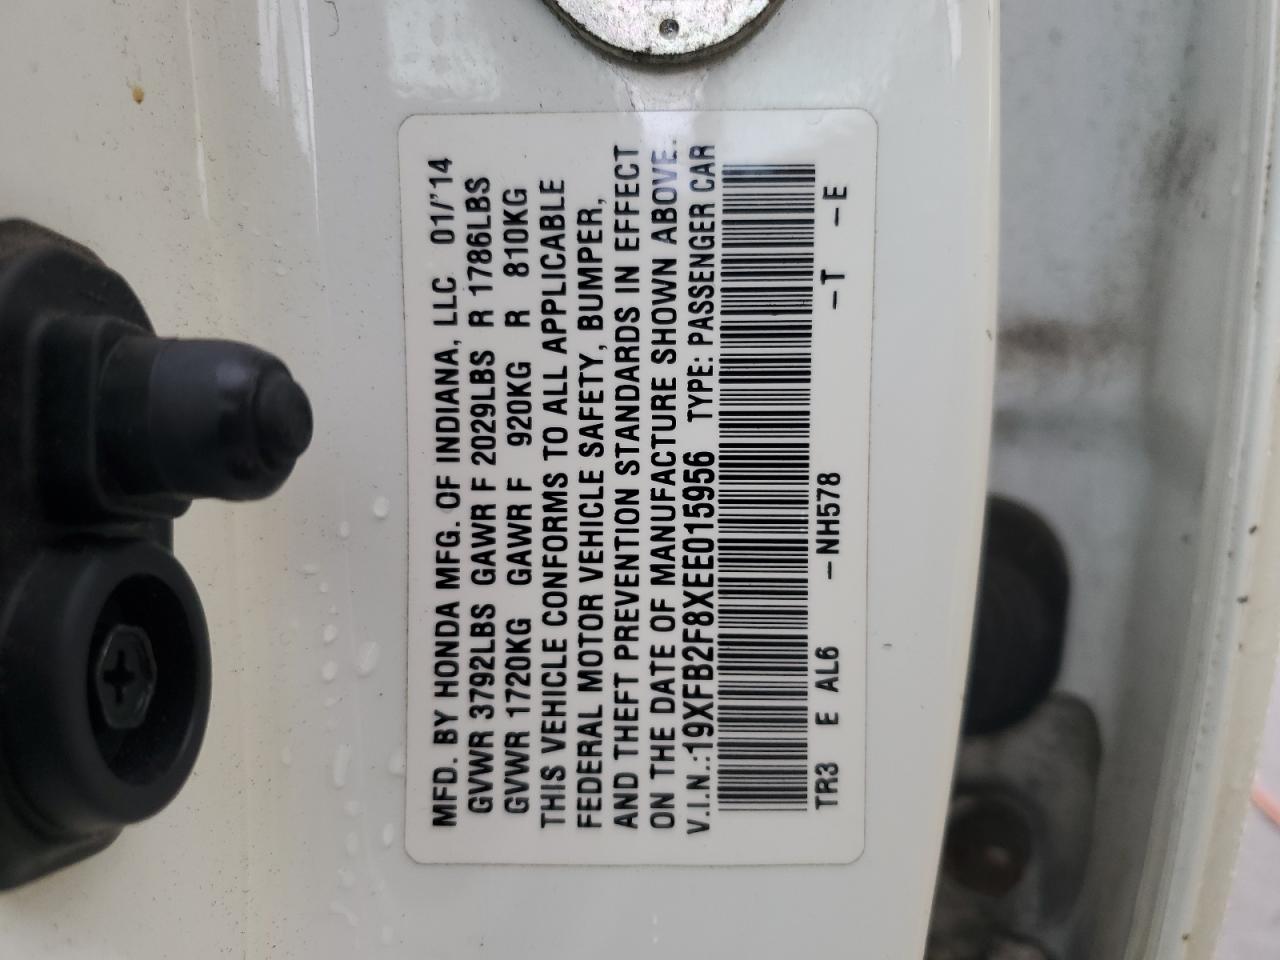 MFD. BY HONDA MFG. OF INDIANA, LLC 01/'14
GVWR 3792LBS GAWR F 2029LBS R 1786LBS
GVWR 1720KG GAWR F 920KG R 810KG
THIS VEHICLE CONFORMS TO ALL APPLICABLE
FEDERAL MOTOR VEHICLE SAFETY, BUMPER,
AND THEFT PREVENTION STANDARDS IN EFFECT
ON THE DATE OF MANUFACTURE SHOWN ABOVE.
V.I.N.:19XFB2F8XEE015956 TYPE: PASSENGER CAR
TR3 E AL6 -NH578 -T -E